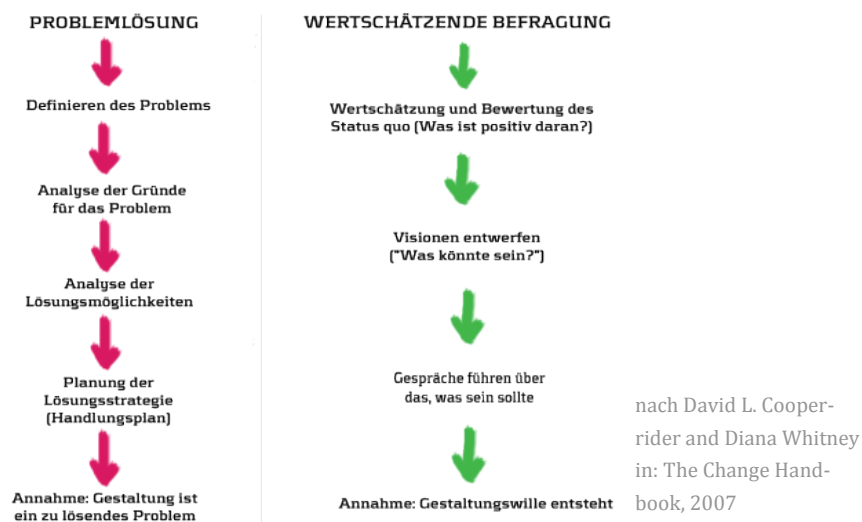 PROBLEMLÖSUNG
Definieren des Problems
Analyse der Gründe
für das Problem
Analyse der
Lösungsmöglichkeiten
Planung der
Lösungsstrategie
(Handlungsplan)
Annahme: Gestaltung ist
ein zu lösendes Problem
WERTSCHÄTZENDE BEFRAGUNG
Wertschätzung und Bewertung des
Status quo (Was ist positiv daran?)
Visionen entwerfen
("Was könnte sein?")
Gespräche führen über
das, was sein sollte
Annahme: Gestaltungswille entsteht
nach David L. Cooper-
rider and Diana Whitney
in: The Change Hand-
book, 2007